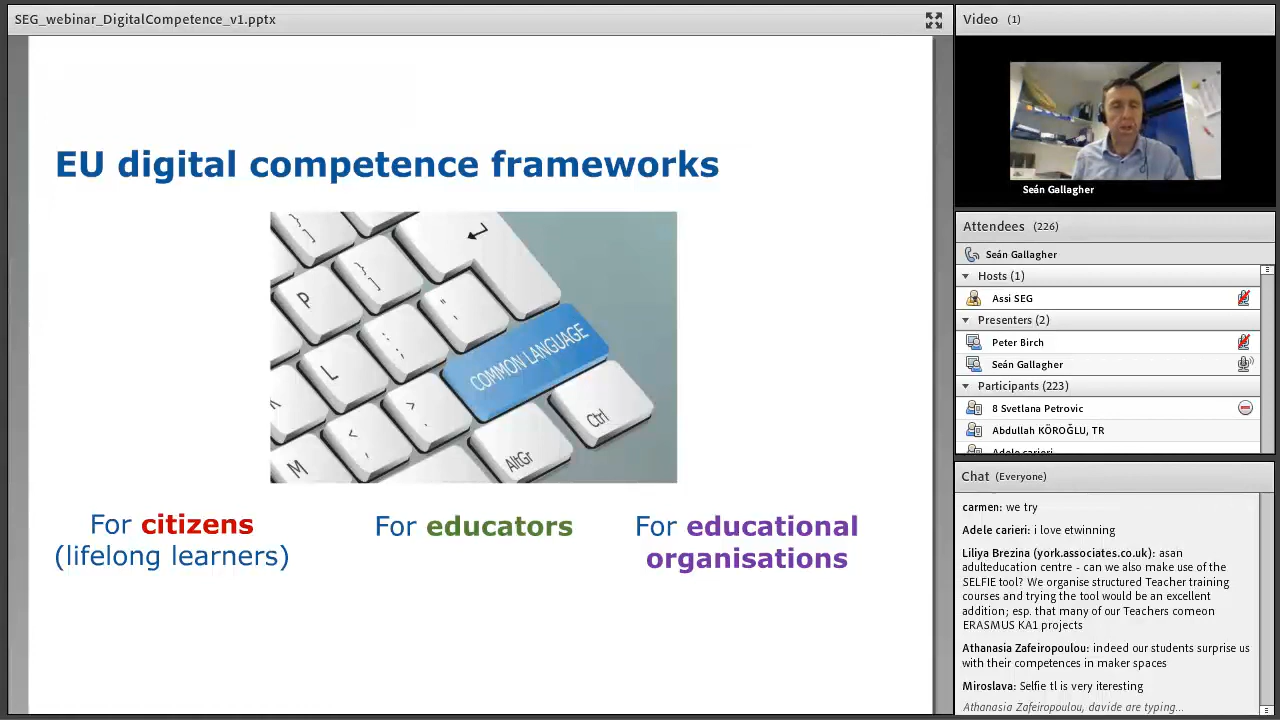 SEG_webinar_DigitalCompetence_v1.pptx
EU digital competence frameworks
P
L
M
COMMON LANGUAGE
AltGr
Ctrl
For citizens
(lifelong learners)
For educators
For educational
organisations
Video (1)
Seán Gallagher
Attendees (226)
Seán Gallagher
Hosts (1)
Assi SEG
Presenters (2)
Peter Birch
Seán Gallagher
Participants (223)
8 Svetlana Petrovic
Abdullah KÖROĞLU, TR
Adele carieri
Chat (Everyone)
carmen: we try
Adele carieri: i love etwinning
Liliya Brezina (york.associates.co.uk): asan
adulteducation centre - can we also make use of the
SELFIE tool? We organise structured Teacher training
courses and trying the tool would be an excellent
addition; esp. that many of our Teachers comeon
ERASMUS KA1 projects
Athanasia Zafeiropoulou: indeed our students surprise us
with their competences in maker spaces
Miroslava: Selfie tl is very iteresting
Athanasia Zafeiropoulou, davide are typing...